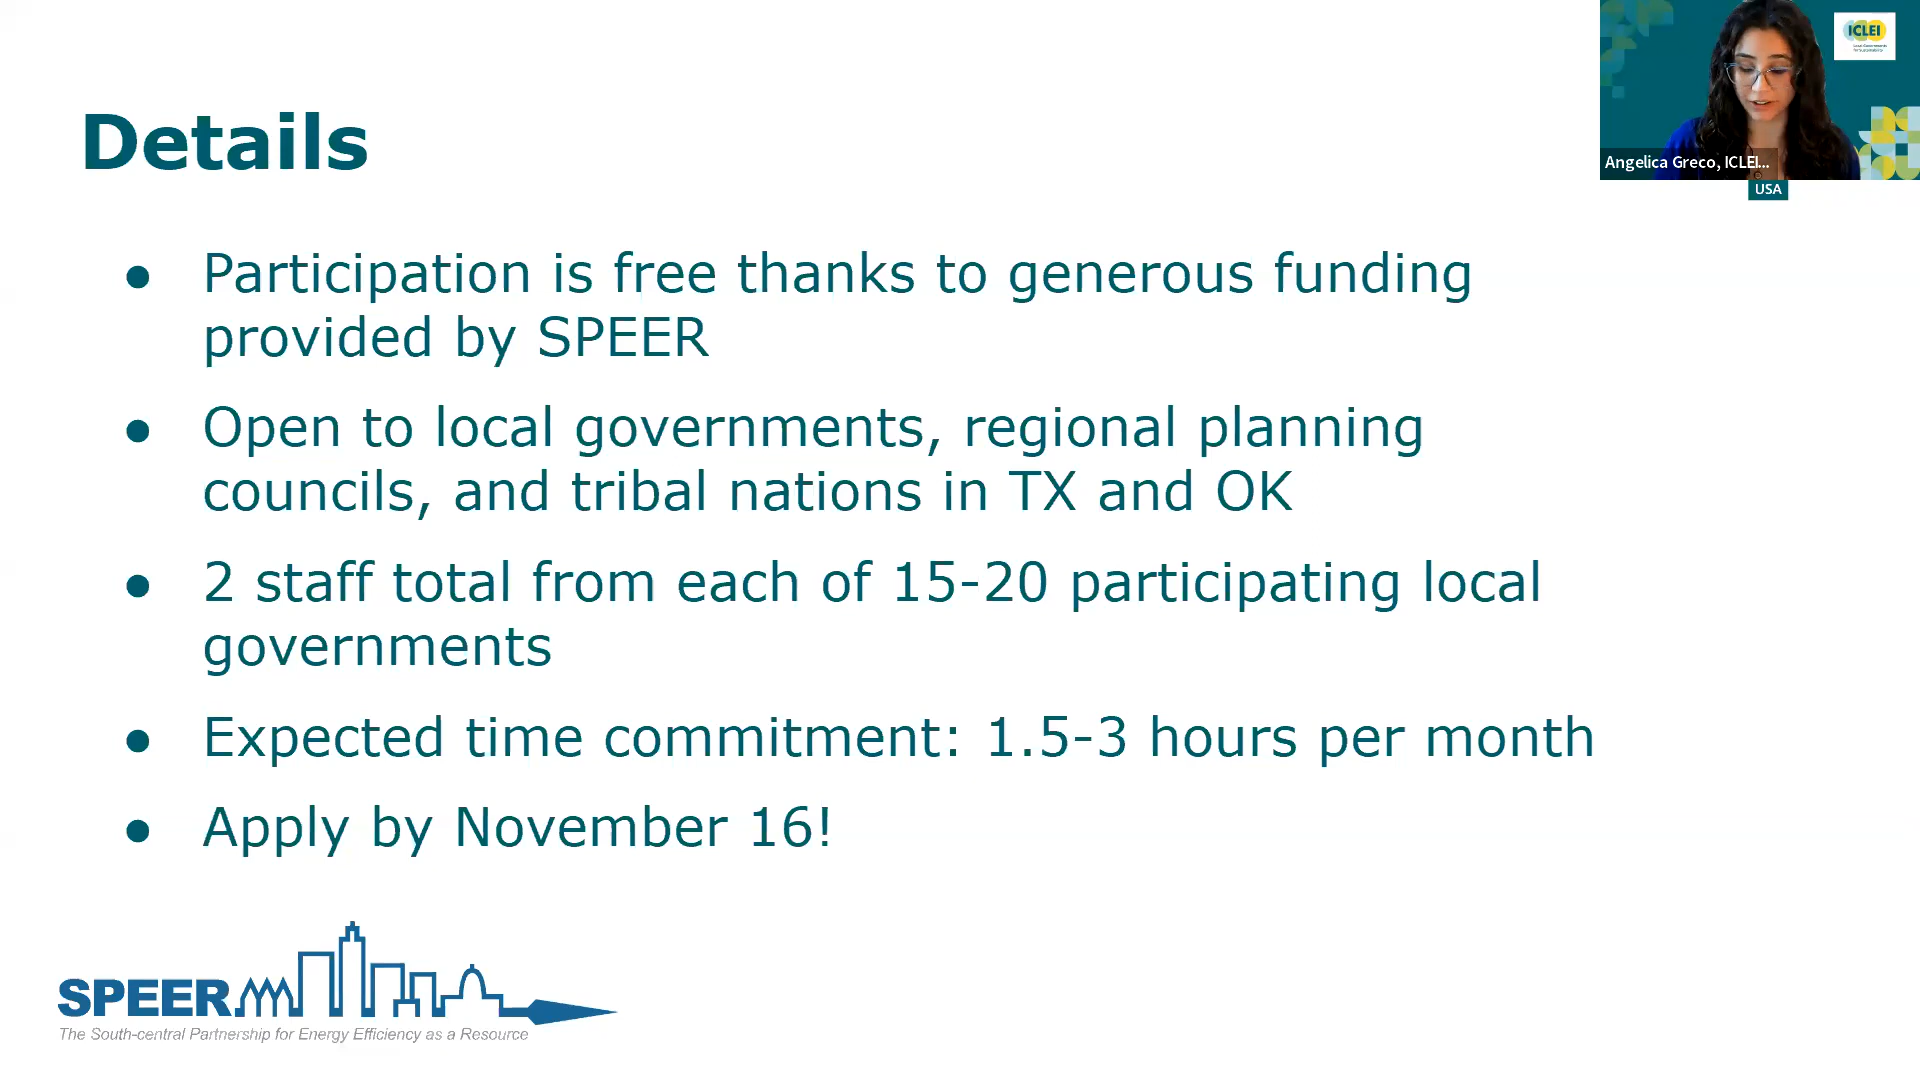 Details
● Participation is free thanks to generous funding
provided by SPEER
● Open to local governments, regional planning
councils, and tribal nations in TX and OK
● 2 staff total from each of 15-20 participating local
governments
● Expected time commitment: 1.5-3 hours per month
● Apply by November 16!
SPEER
The South-central Partnership for Energy Efficiency as a Resource
ICLEI
Angelica Greco, ICLEI...
USA